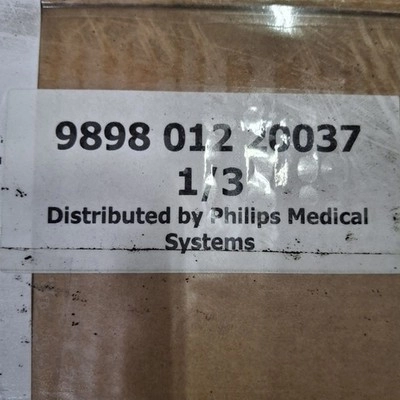 9898 012 20037
1/3
Distributed by Philips Medical
Systems